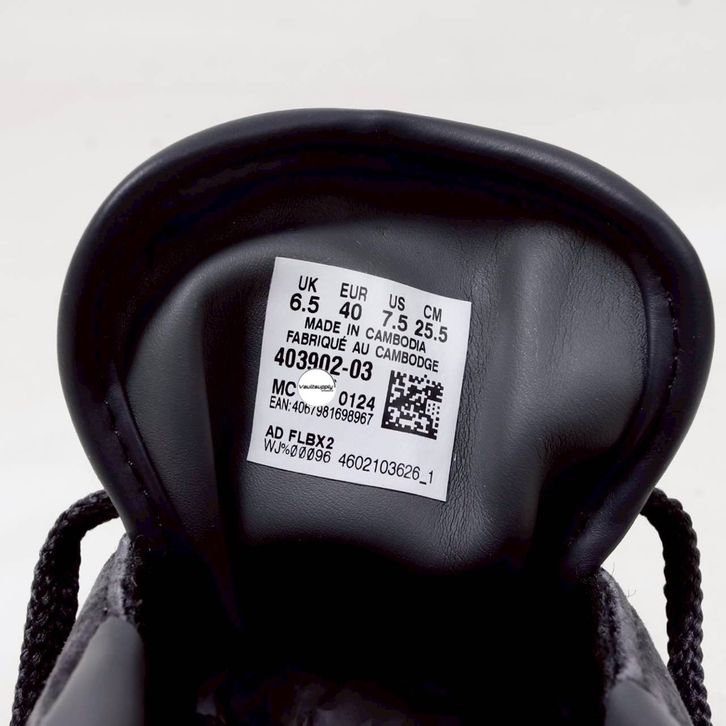 UK EUR US CM
6.5 40 7.5 25.5
MADE IN CAMBODIA
FABRIQUÉ AU CAMBODGE
403902-03
MC vaultsupply 0124
EAN: 4067981698967
AD FLBX2
WJ%00096 4602103626_1